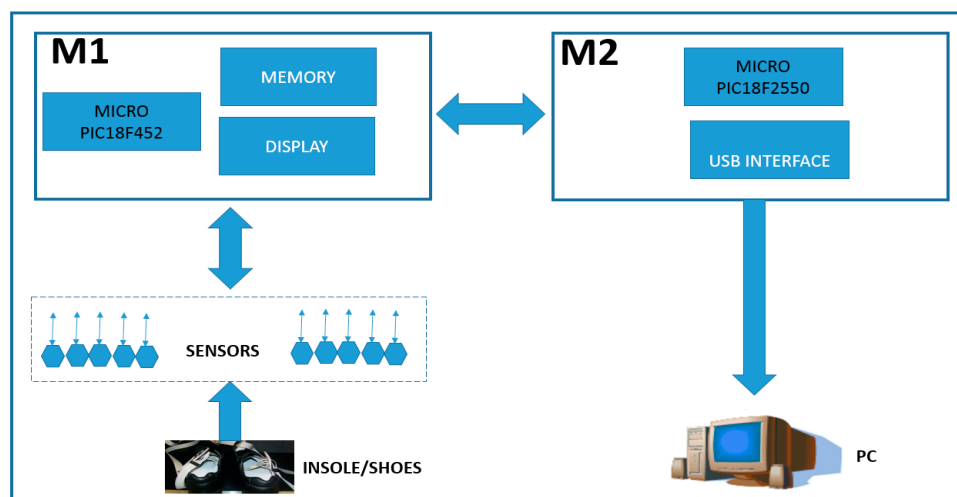 M1
MEMORY
MICRO
PIC18F452
DISPLAY
M2
MICRO
PIC18F2550
USB INTERFACE
SENSORS
INSOLE/SHOES
PC